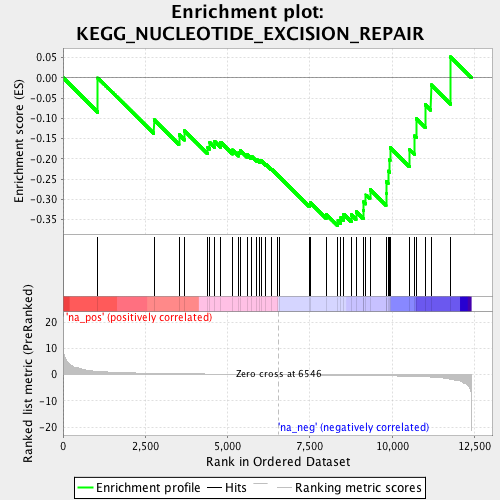 Enrichment plot:
KEGG_NUCLEOTIDE_EXCISION_REPAIR
Enrichment score (ES)
0.05
0.00
-0.05
-0.10
-0.15
-0.20
-0.25
-0.30
-0.35
'na_pos' (positively correlated)
Ranked list metric (PreRanked)
20
10
0
-10
-20
Zero cross at 6546
'na_neg' (negatively correlated)
0
2,500
5,000
7,500
10,000
12,500
Rank in Ordered Dataset
Enrichment profile
Hits
Ranking metric scores